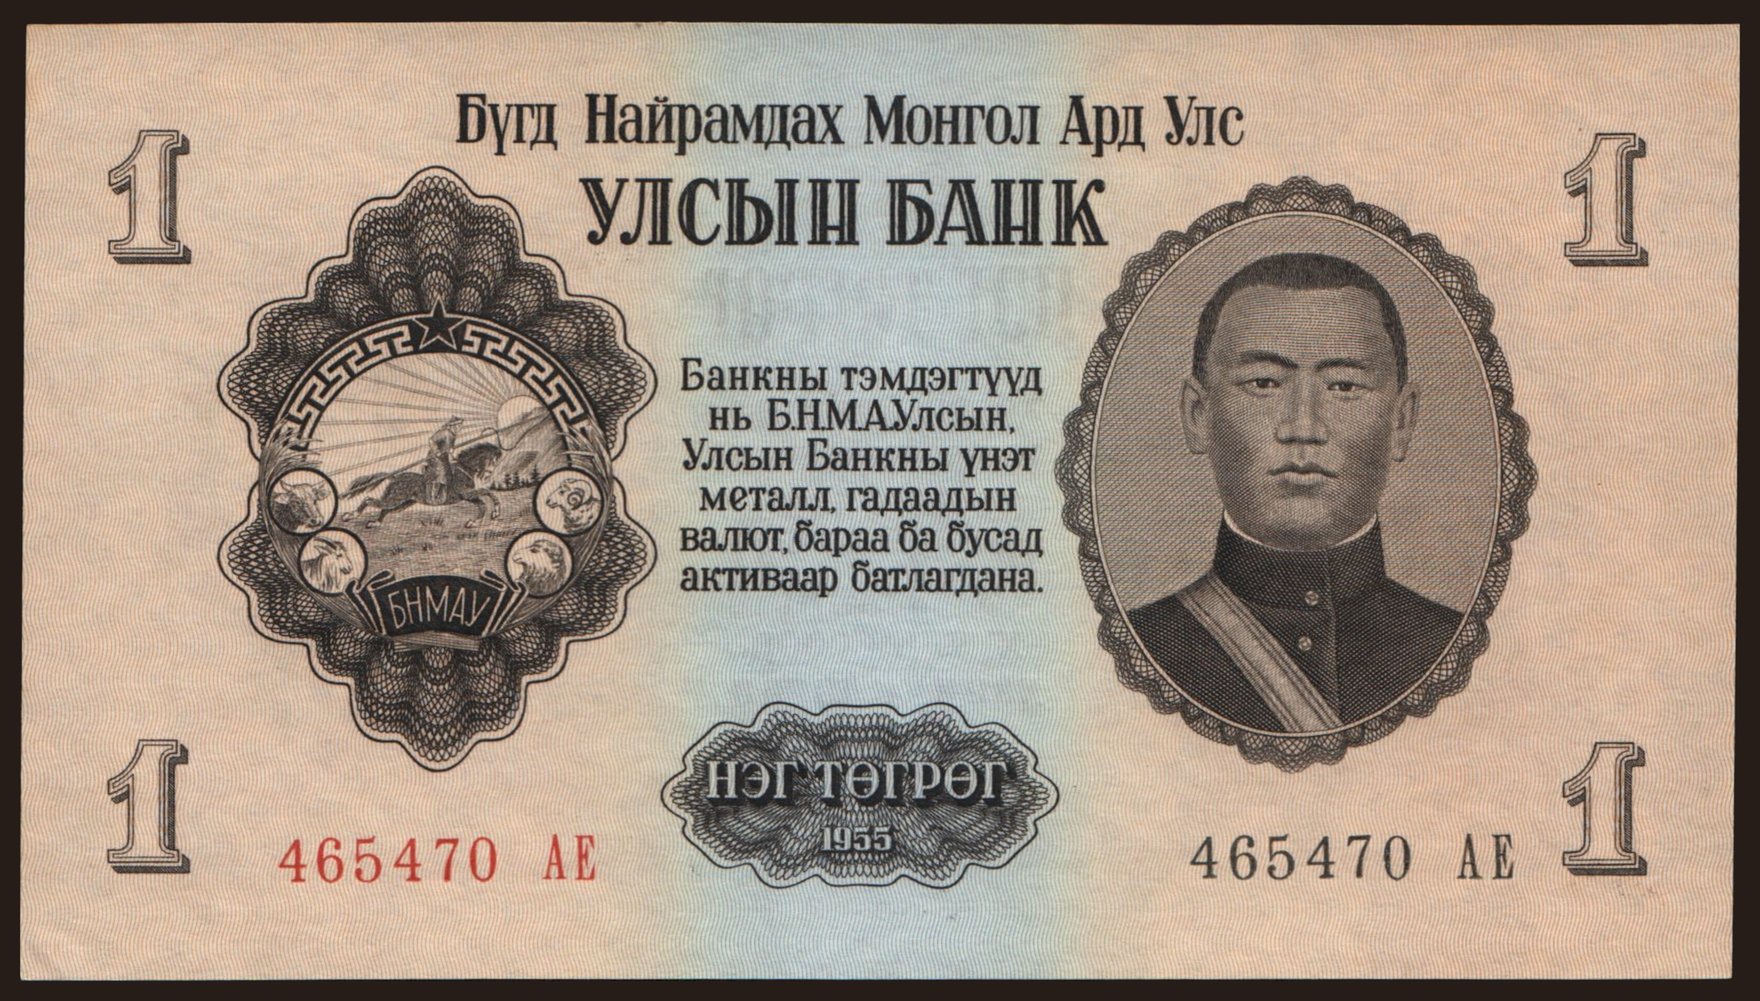 Бүгд Найрамдах Монгол Ард Улс
УЛСЫН БАНК
1
1
Банкны тэмдэгтүүд
нь Б.Н.М.А.Улсын,
Улсын Банкны үнэт
металл, гадаадын
валют, бараа ба бусад
активаар батлагдана.
БНМАУ
НЭГ ТӨГРӨГ
1955
1
1
465470 АЕ
465470 АЕ